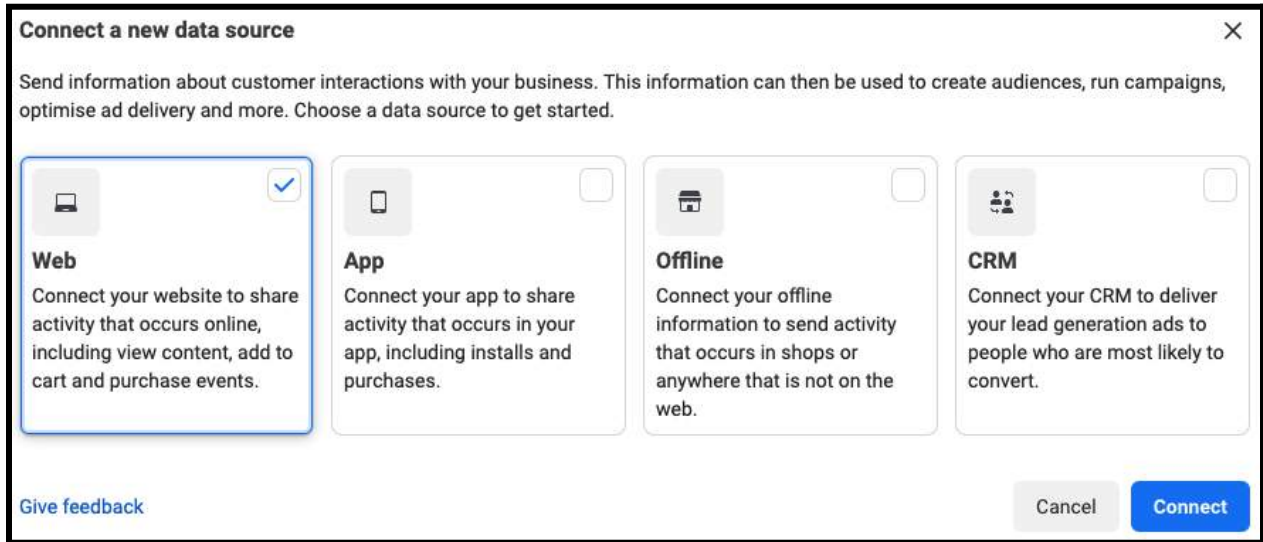 Connect a new data source
Send information about customer interactions with your business. This information can then be used to create audiences, run campaigns,
optimise ad delivery and more. Choose a data source to get started.
Web
Connect your website to share
activity that occurs online,
including view content, add to
cart and purchase events.
App
Connect your app to share
activity that occurs in your
app, including installs and
purchases.
Offline
Connect your offline
information to send activity
that occurs in shops or
anywhere that is not on the
web.
CRM
Connect your CRM to deliver
your lead generation ads to
people who are most likely to
convert.
Give feedback
Cancel
Connect